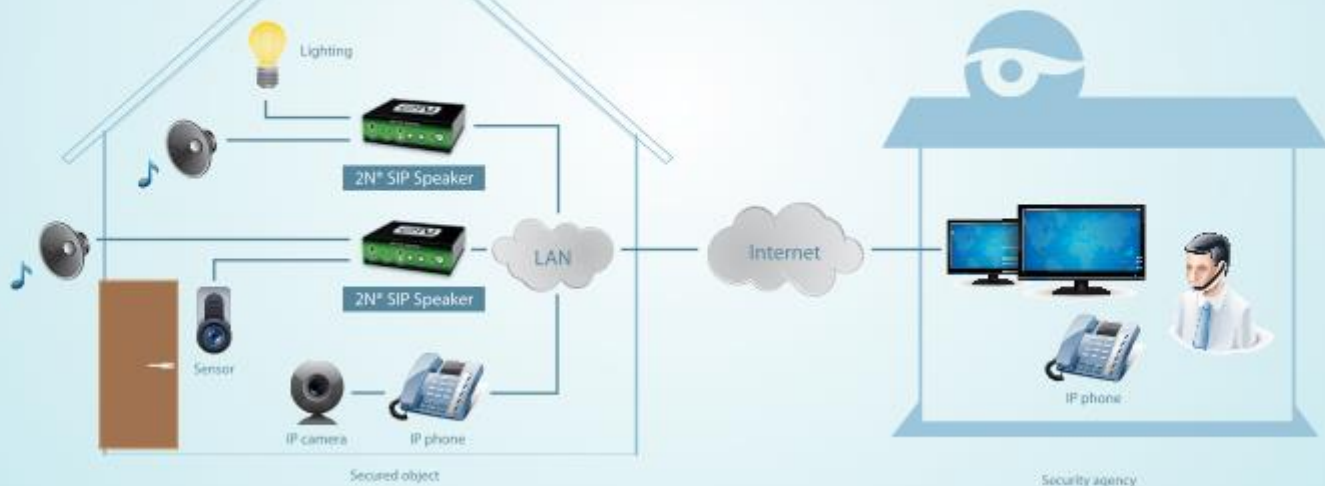 Lighting
2N® SIP Speaker
LAN
Internet
2N® SIP Speaker
Sensor
IP camera
IP phone
IP phone
Secured object
Security agency